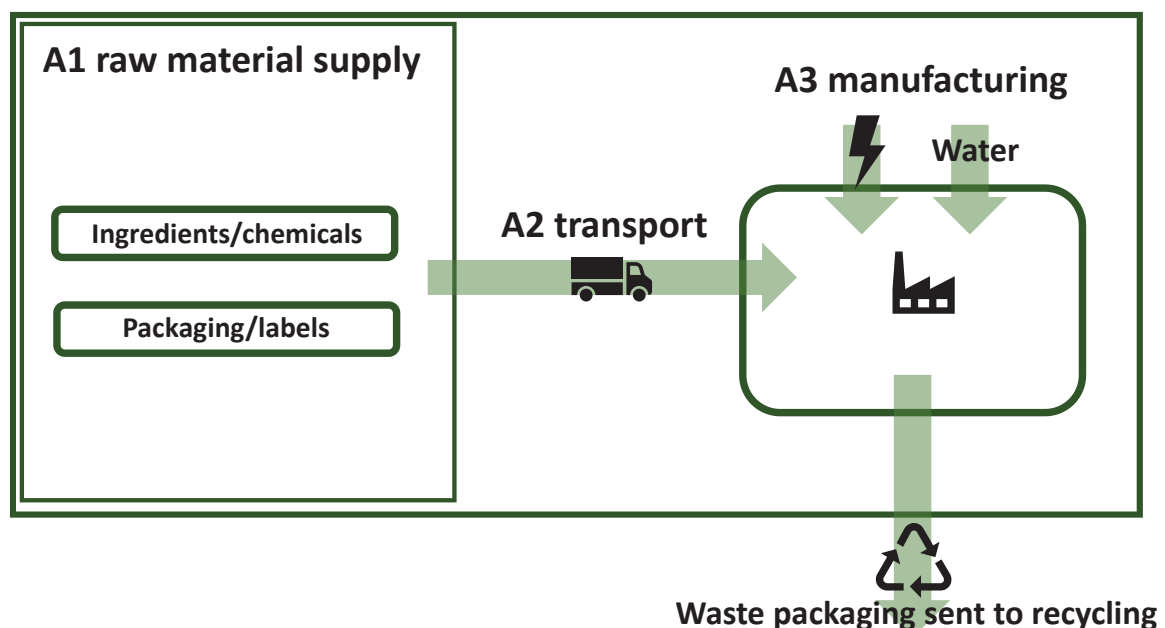 A1 raw material supply
Ingredients/chemicals
Packaging/labels
A2 transport
A3 manufacturing
Water
Waste packaging sent to recycling